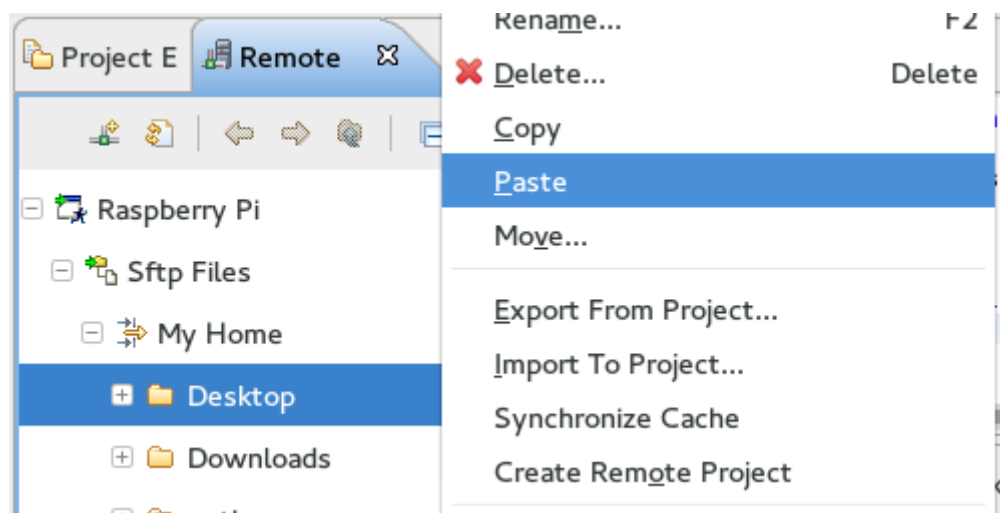 Project E
Remote
Raspberry Pi
Sftp Files
My Home
Desktop
Downloads
Rename... F2
Delete... Delete
Copy
Paste
Move...
Export From Project...
Import To Project...
Synchronize Cache
Create Remote Project